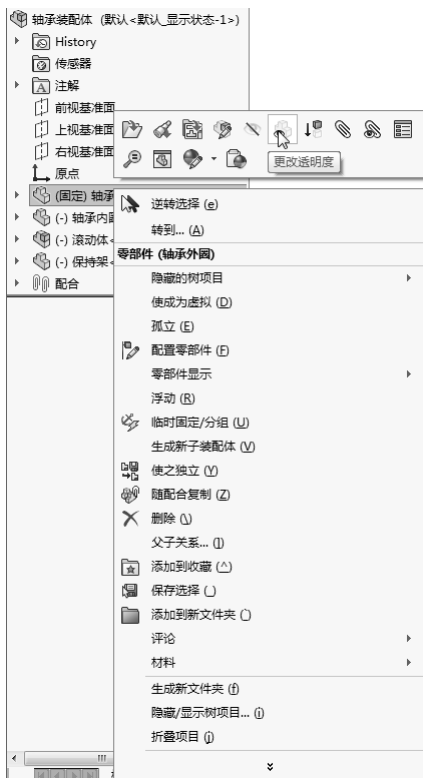 轴承装配体 (默认<默认_显示状态-1>)
History
传感器
注解
前视基准面
上视基准面
右视基准面
更改透明度
原点
(固定) 轴承
逆转选择 (e)
(-) 轴承内
转到... (A)
(-) 滚动体<
零部件 (轴承外圆)
(-) 保持架<
隐藏的树项目
配合
使成为虚拟 (D)
孤立 (E)
配置零部件 (F)
零部件显示
浮动 (R)
临时固定/分组 (U)
生成新子装配体 (V)
使之独立 (Y)
随配合复制 (Z)
删除 (\)
父子关系... (])
添加到收藏 (^)
保存选择 (_)
添加到新文件夹 (`)
评论
材料
生成新文件夹 (f)
隐藏/显示树项目... (i)
折叠项目 (j)